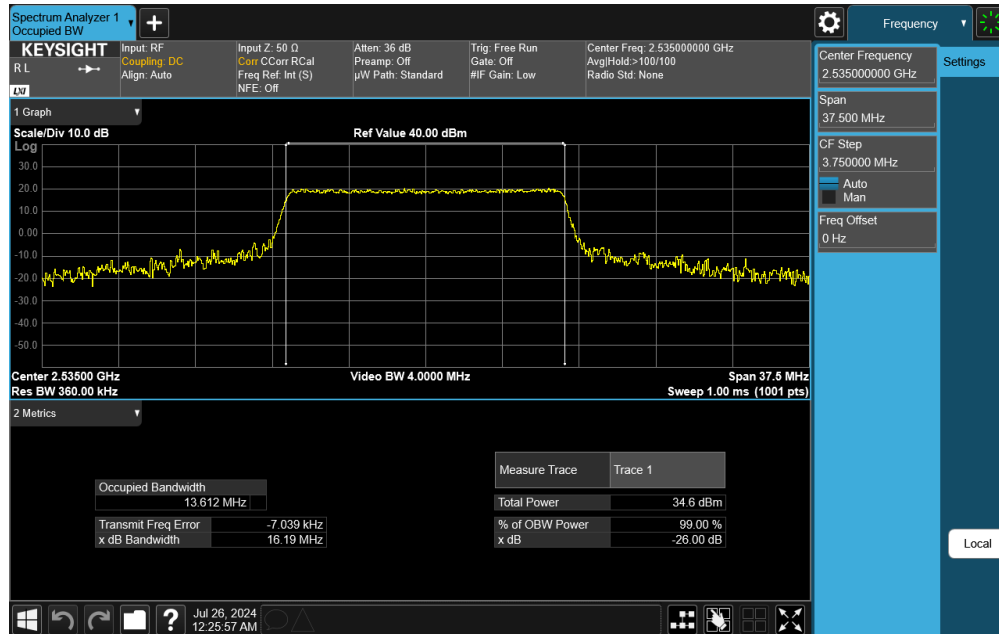 Spectrum Analyzer 1
Occupied BW
+
Frequency
KEYSIGHT
RL
LXI
Input: RF
Coupling: DC
Align: Auto
Input Z: 50 Ω
Corr CCorr RCal
Freq Ref: Int (S)
NFE: Off
Atten: 36 dB
Preamp: Off
µW Path: Standard
Trig: Free Run
Gate: Off
#IF Gain: Low
Center Freq: 2.535000000 GHz
Avg|Hold:>100/100
Radio Std: None
Center Frequency
2.535000000 GHz
Settings
Span
37.500 MHz
CF Step
3.750000 MHz
Auto
Man
Freq Offset
0 Hz
1 Graph
Scale/Div 10.0 dB
Ref Value 40.00 dBm
Log
30.0
20.0
10.0
0.00
-10.0
-20.0
-30.0
-40.0
-50.0
Center 2.53500 GHz
Video BW 4.0000 MHz
Span 37.5 MHz
Res BW 360.00 kHz
Sweep 1.00 ms (1001 pts)
2 Metrics
Occupied Bandwidth
13.612 MHz
Transmit Freq Error -7.039 kHz
x dB Bandwidth 16.19 MHz
Measure Trace Trace 1
Total Power 34.6 dBm
% of OBW Power 99.00 %
x dB -26.00 dB
Local
?
Jul 26, 2024
12:25:57 AM